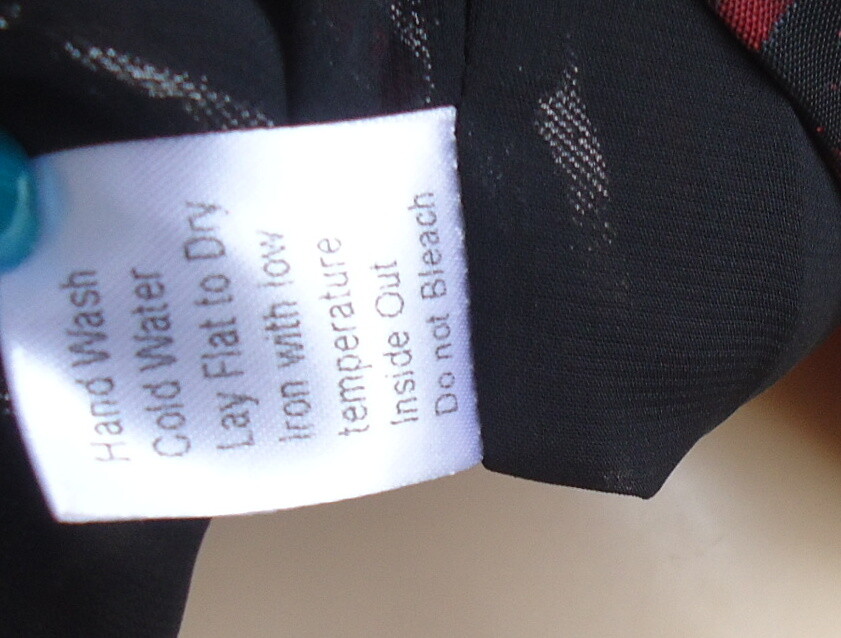 Hand Wash
Cold Water
Lay Flat to Dry
Iron with low
temperature
Inside Out
Do not Bleach